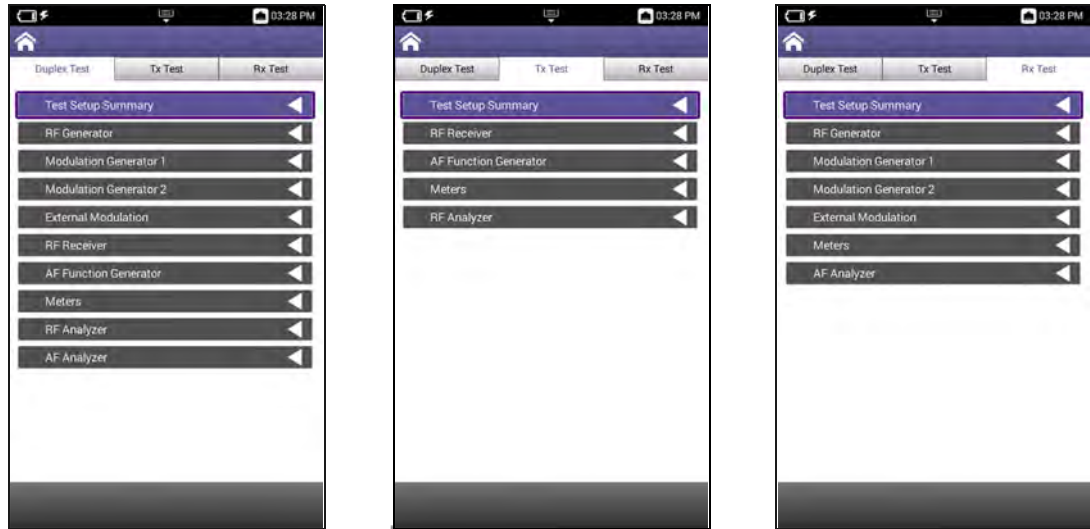 03:28 PM
Duplex Test Tx Test Rx Test
Test Setup Summary
RF Generator
Modulation Generator 1
Modulation Generator 2
External Modulation
RF Receiver
AF Function Generator
Meters
RF Analyzer
AF Analyzer
03:28 PM
Duplex Test Tx Test Rx Test
Test Setup Summary
RF Receiver
AF Function Generator
Meters
RF Analyzer
03:28 PM
Duplex Test Tx Test Rx Test
Test Setup Summary
RF Generator
Modulation Generator 1
Modulation Generator 2
External Modulation
Meters
AF Analyzer